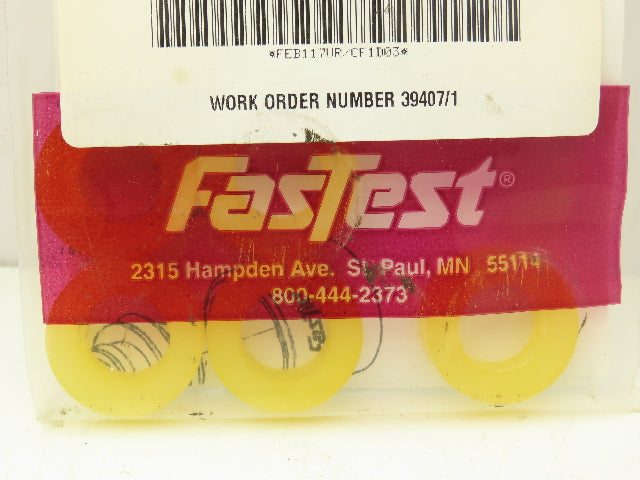 *FEB117UR/CF1D03*
WORK ORDER NUMBER 39407/1
FasTest®
2315 Hampden Ave. St. Paul, MN 55114
800-444-2373